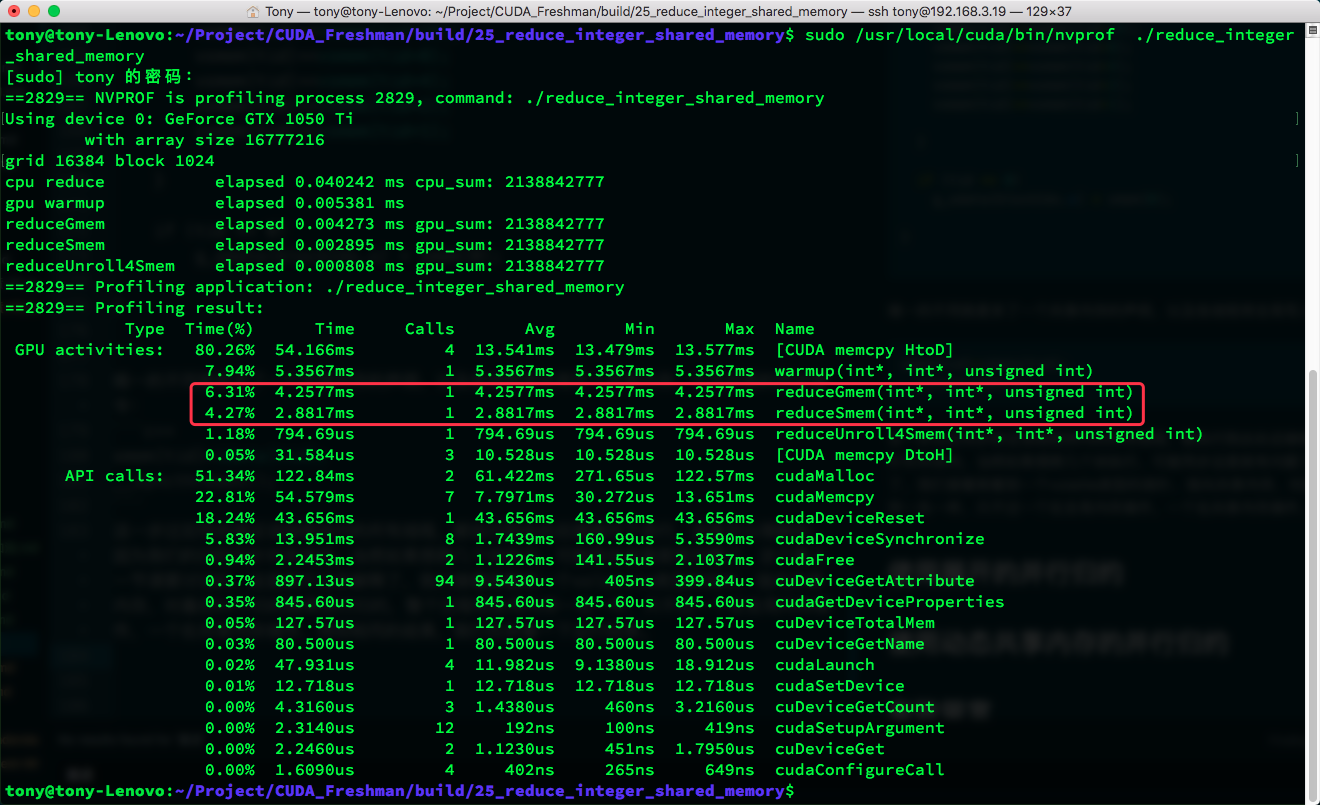 Tony — tony@tony-Lenovo: ~/Project/CUDA_Freshman/build/25_reduce_integer_shared_memory — ssh tony@192.168.3.19 — 129×37
tony@tony-Lenovo:~/Project/CUDA_Freshman/build/25_reduce_integer_shared_memory$ sudo /usr/local/cuda/bin/nvprof  ./reduce_integer
_shared_memory
[sudo] tony 的密码：
==2829== NVPROF is profiling process 2829, command: ./reduce_integer_shared_memory
[Using device 0: GeForce GTX 1050 Ti ]
with array size 16777216
[grid 16384 block 1024 ]
cpu reduce elapsed 0.040242 ms cpu_sum: 2138842777
gpu warmup elapsed 0.005381 ms
reduceGmem elapsed 0.004273 ms gpu_sum: 2138842777
reduceSmem elapsed 0.002895 ms gpu_sum: 2138842777
reduceUnroll4Smem elapsed 0.000808 ms gpu_sum: 2138842777
==2829== Profiling application: ./reduce_integer_shared_memory
==2829== Profiling result:
Type Time(%) Time Calls Avg Min Max Name
GPU activities: 80.26% 54.166ms 4 13.541ms 13.479ms 13.577ms [CUDA memcpy HtoD]
7.94% 5.3567ms 1 5.3567ms 5.3567ms 5.3567ms warmup(int*, int*, unsigned int)
6.31% 4.2577ms 1 4.2577ms 4.2577ms 4.2577ms reduceGmem(int*, int*, unsigned int)
4.27% 2.8817ms 1 2.8817ms 2.8817ms 2.8817ms reduceSmem(int*, int*, unsigned int)
1.18% 794.69us 1 794.69us 794.69us 794.69us reduceUnroll4Smem(int*, int*, unsigned int)
0.05% 31.584us 3 10.528us 10.528us 10.528us [CUDA memcpy DtoH]
API calls: 51.34% 122.84ms 2 61.422ms 271.65us 122.57ms cudaMalloc
22.81% 54.579ms 7 7.7971ms 30.272us 13.651ms cudaMemcpy
18.24% 43.656ms 1 43.656ms 43.656ms 43.656ms cudaDeviceReset
5.83% 13.951ms 8 1.7439ms 160.99us 5.3590ms cudaDeviceSynchronize
0.94% 2.2453ms 2 1.1226ms 141.55us 2.1037ms cudaFree
0.37% 897.13us 94 9.5430us 405ns 399.84us cuDeviceGetAttribute
0.35% 845.60us 1 845.60us 845.60us 845.60us cudaGetDeviceProperties
0.05% 127.57us 1 127.57us 127.57us 127.57us cuDeviceTotalMem
0.03% 80.500us 1 80.500us 80.500us 80.500us cuDeviceGetName
0.02% 47.931us 4 11.982us 9.1380us 18.912us cudaLaunch
0.01% 12.718us 1 12.718us 12.718us 12.718us cudaSetDevice
0.00% 4.3160us 3 1.4380us 460ns 3.2160us cuDeviceGetCount
0.00% 2.3140us 12 192ns 100ns 419ns cudaSetupArgument
0.00% 2.2460us 2 1.1230us 451ns 1.7950us cuDeviceGet
0.00% 1.6090us 4 402ns 265ns 649ns cudaConfigureCall
tony@tony-Lenovo:~/Project/CUDA_Freshman/build/25_reduce_integer_shared_memory$